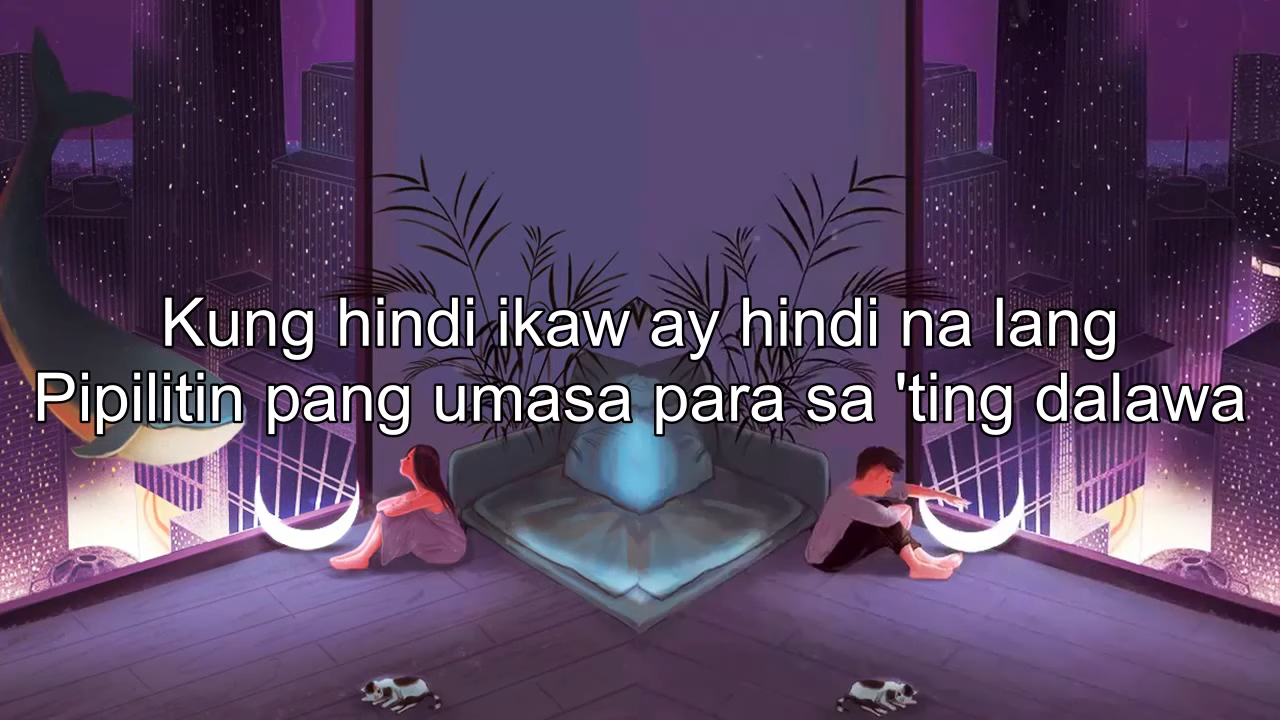 Kung hindi ikaw ay hindi na lang
Pipilitin pang umasa para sa 'ting dalawa